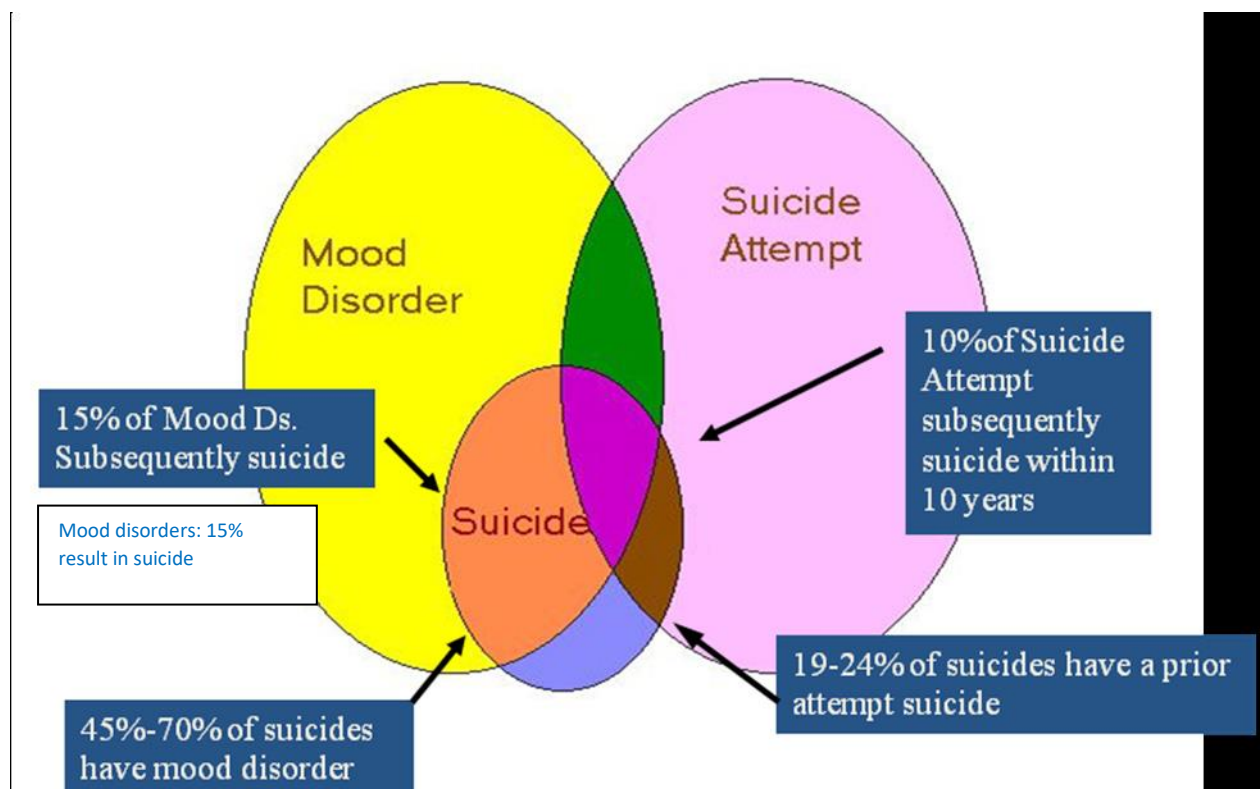 Mood
Disorder
Suicide
Attempt
10%of Suicide
Attempt
subsequently
suicide within
10 years
15% of Mood Ds.
Subsequently suicide
Suicide
Mood disorders: 15%
result in suicide
19-24% of suicides have a prior
attempt suicide
45%-70% of suicides
have mood disorder